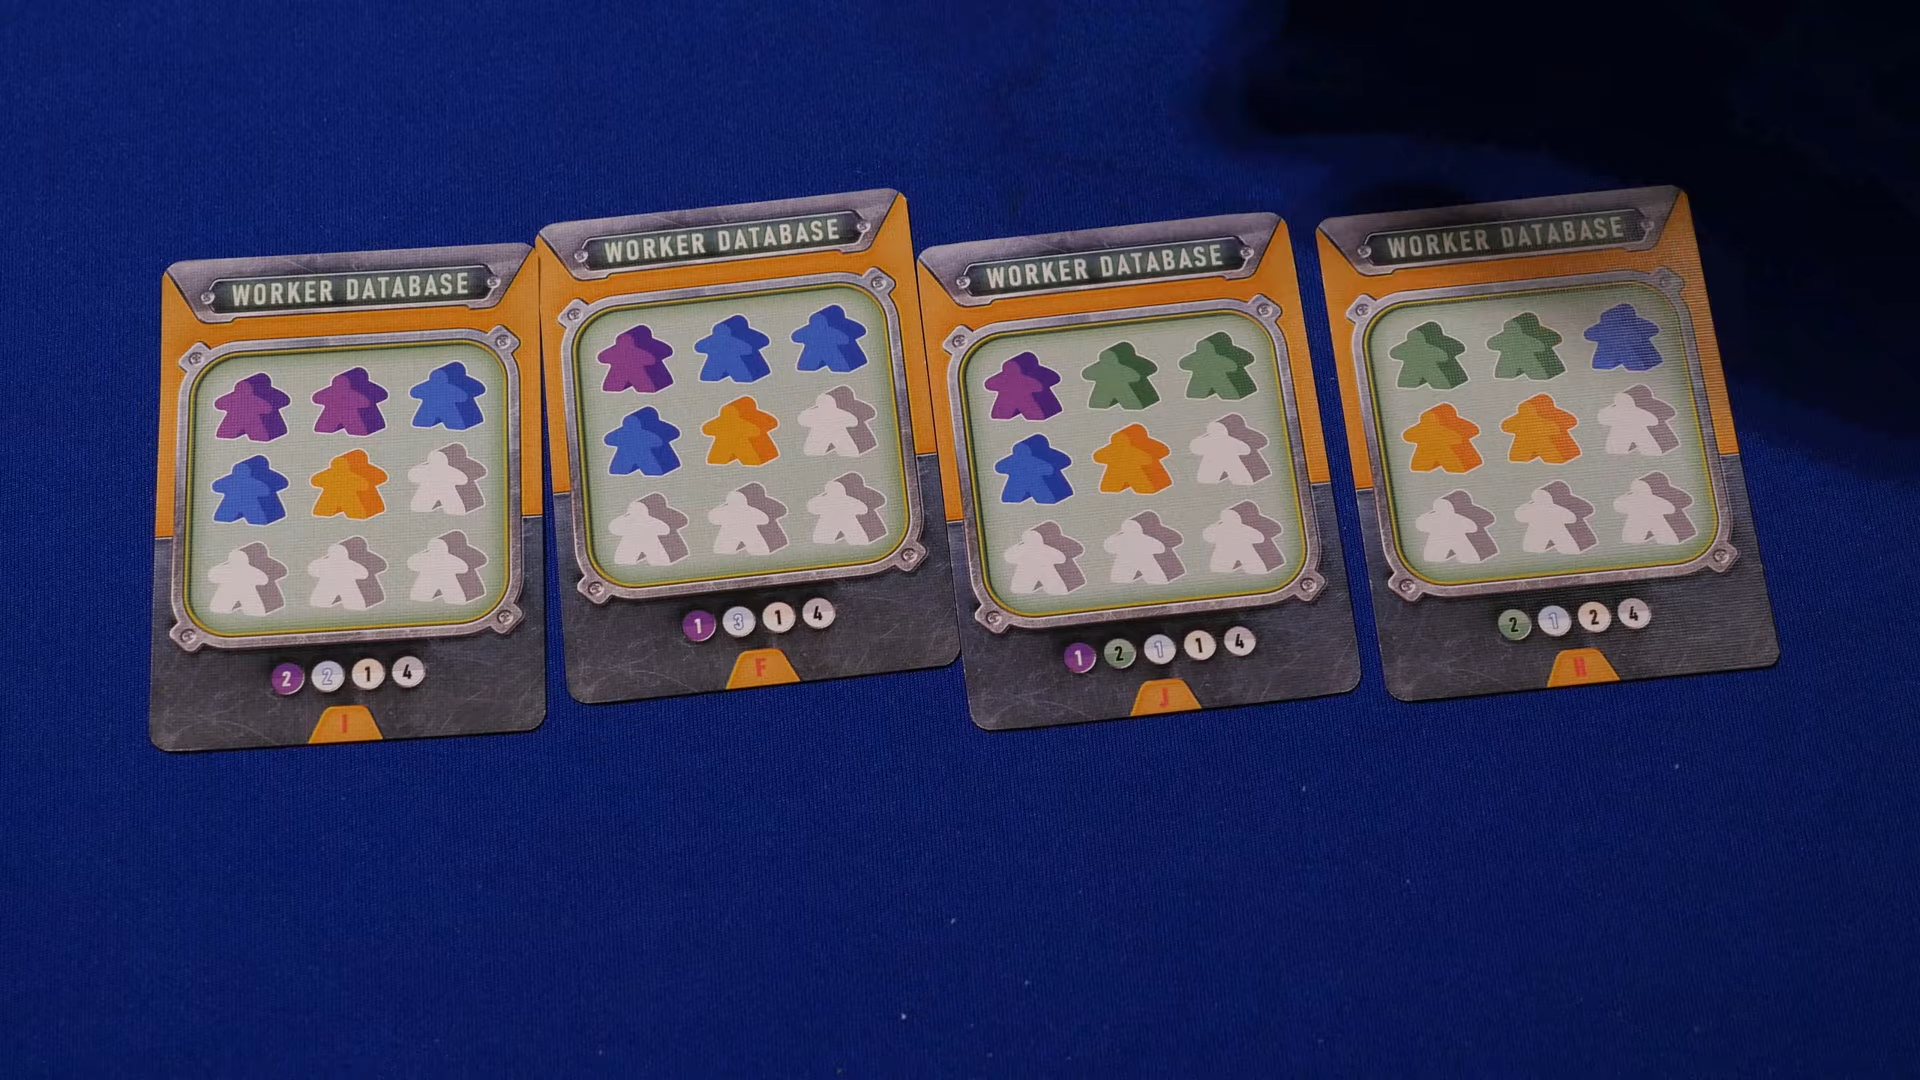 WORKER DATABASE
2 2 1 4
I
WORKER DATABASE
1 3 1 4
F
WORKER DATABASE
1 2 1 1 4
J
WORKER DATABASE
2 1 2 4
H